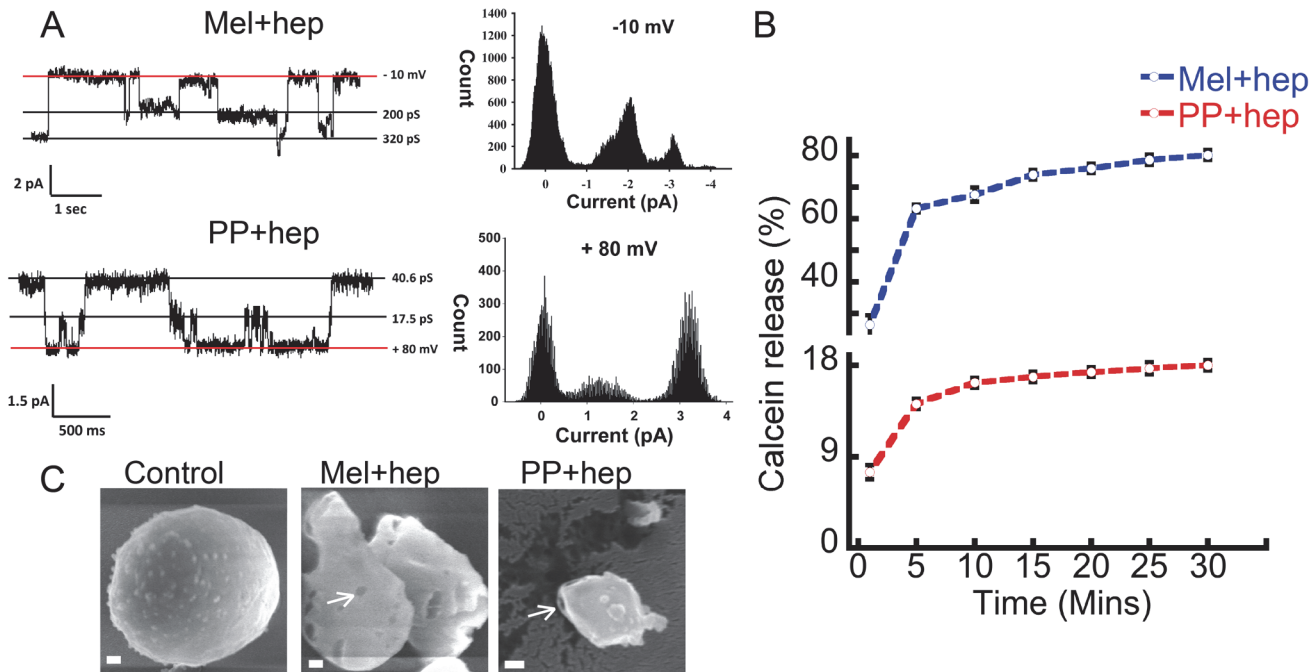 A
Mel+hep
- 10 mV
200 pS
320 pS
2 pA
1 sec
-10 mV
Count
1400
1200
1000
800
600
400
200
0
0 -1 -2 -3 -4
Current (pA)
PP+hep
40.6 pS
17.5 pS
+ 80 mV
1.5 pA
500 ms
+ 80 mV
Count
500
400
300
200
100
0
0 1 2 3 4
Current (pA)
B
Mel+hep
PP+hep
Calcein release (%)
80
60
40
18
9
0
0 5 10 15 20 25 30
Time (Mins)
C
Control
Mel+hep
PP+hep